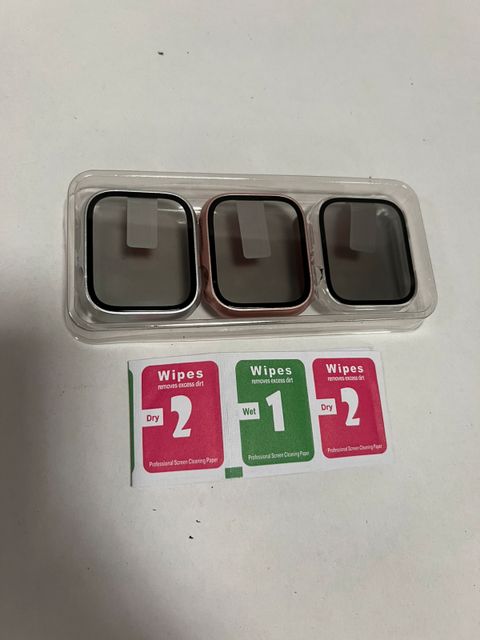 Wipes
removes excess dirt
Dry
2
Professional Screen Cleaning Paper
Wipes
removes excess dirt
Wet
1
Professional Screen Cleaning Paper
Wipes
removes excess dirt
Dry
2
Professional Screen Cleaning Paper